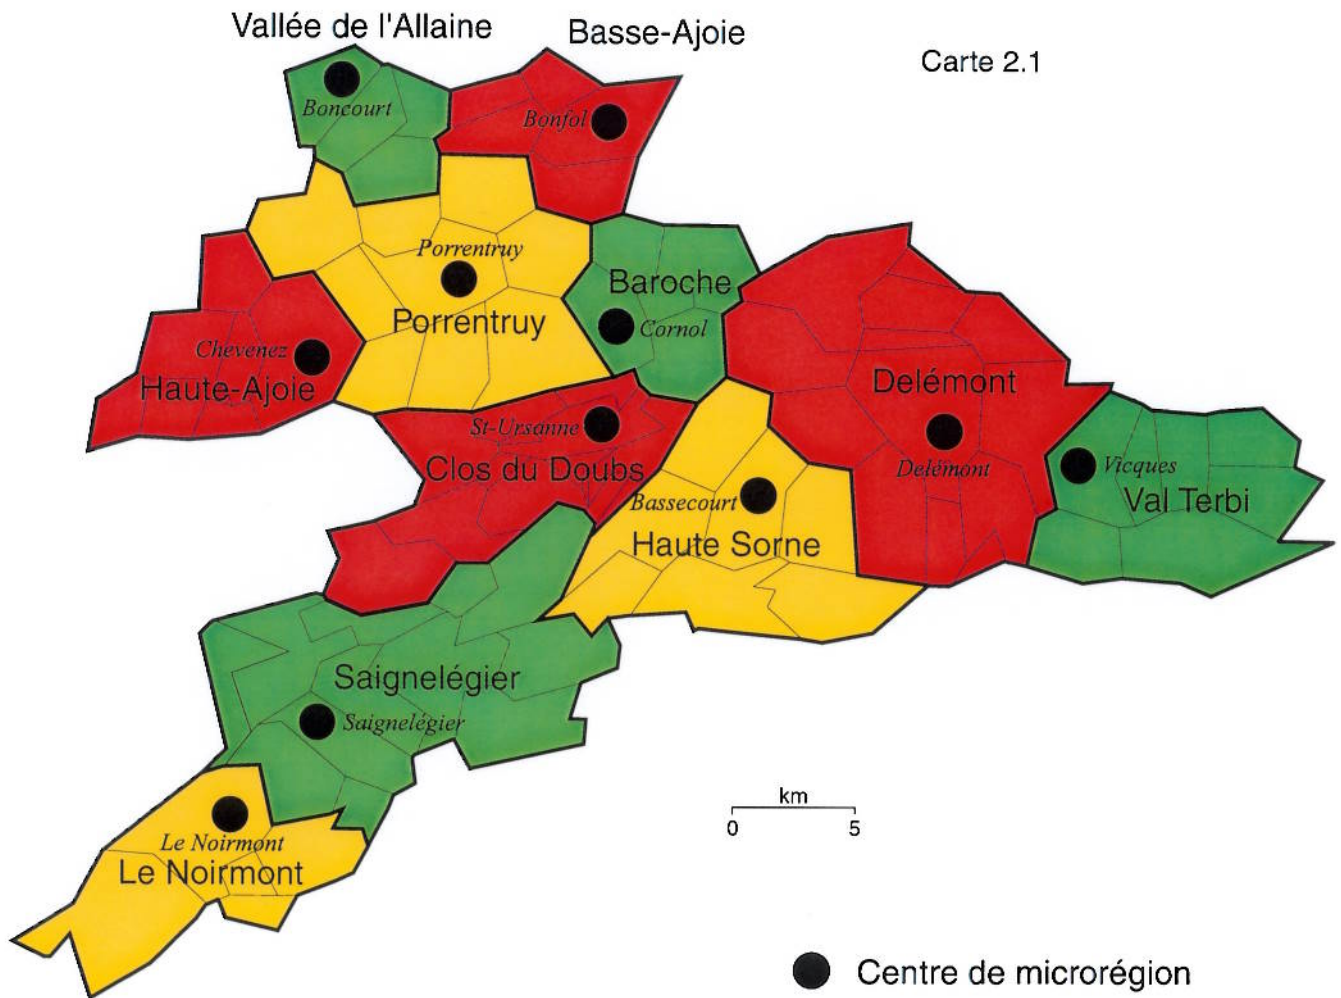 Vallée de l'Allaine
Basse-Ajoie
Carte 2.1
Boncourt
Bonfol
Porrentruy
Porrentruy
Baroche
Cornol
Chevenez
Haute-Ajoie
Delémont
Delémont
St-Ursanne
Clos du Doubs
Vicques
Val Terbi
Bassecourt
Haute Sorne
Saignelégier
Saignelégier
km
0 5
Le Noirmont
Le Noirmont
Centre de microrégion